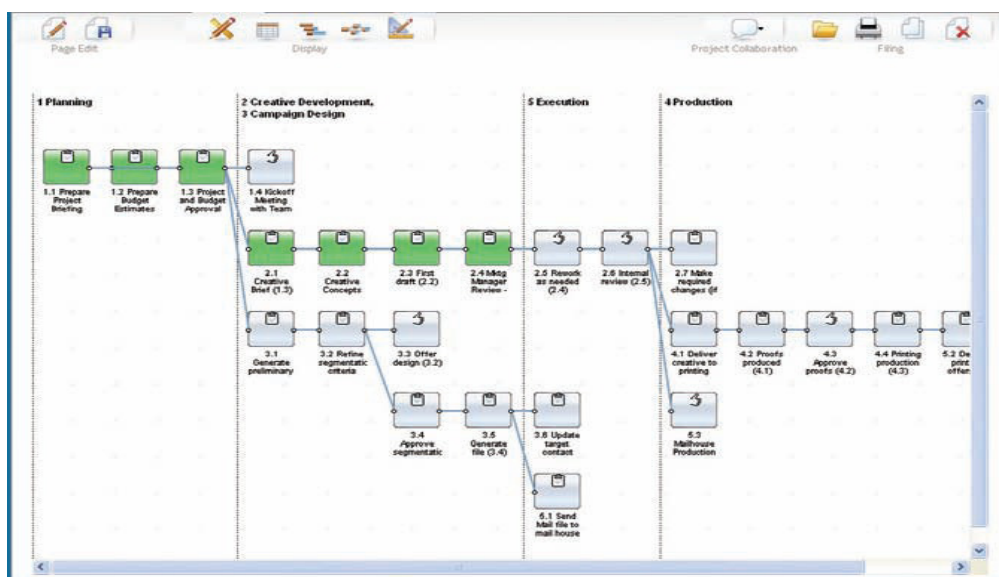 Page Edit
Display
Project Collaboration
Filing
1 Planning
2 Creative Development,
3 Campaign Design
5 Execution
4 Production
1.1 Prepare
Project
Briefing
1.2 Prepare
Budget
Estimates
1.3 Project
and Budget
Approval
1.4 Kickoff
Meeting
with Team
2.1
Creative
Brief (1.3)
2.2
Creative
Concepts
2.3 First
draft (2.2)
2.4 Mktg
Manager
Review -
2.5 Rework
as needed
(2.4)
2.6 Internal
review (2.5)
2.7 Make
required
changes (if
3.1
Generate
preliminary
3.2 Refine
segmentatic
criteria
3.3 Offer
design (3.2)
4.1 Deliver
creative to
printing
4.2 Proofs
produced
(4.1)
4.3
Approve
proofs (4.2)
4.4 Printing
production
(4.3)
5.2 De
print
offer
3.4
Approve
segmentatic
3.5
Generate
file (3.4)
3.6 Update
target
contact
5.3
Mailhouse
Production
5.1 Send
Mail file to
mail house